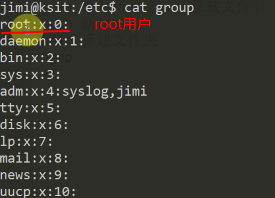 jimi@ksit:/etc$ cat group
root:x:0: root用户
daemon:x:1:
bin:x:2:
sys:x:3:
adm:x:4:syslog,jimi
tty:x:5:
disk:x:6:
lp:x:7:
mail:x:8:
news:x:9:
uucp:x:10: